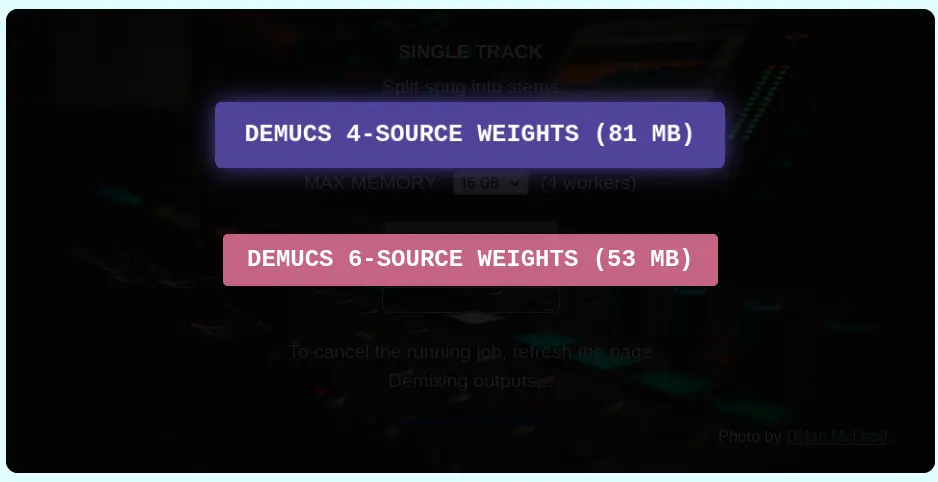 SINGLE TRACK
Split song into stems
DEMUCS 4-SOURCE WEIGHTS (81 MB)
MAX MEMORY: 16 GB (4 workers)
DEMUCS 6-SOURCE WEIGHTS (53 MB)
To cancel the running job, refresh the page
Demixing outputs...
Photo by Dylan McLeod